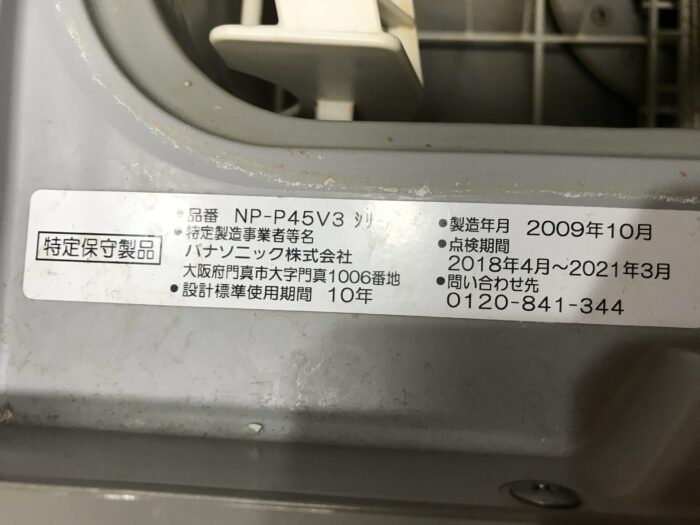 特定保守製品
•品番 NP-P45V3 ｼﾘ
•特定製造事業者等名
パナソニック株式会社
大阪府門真市大字門真1006番地
•設計標準使用期間 10年
•製造年月 2009年10月
•点検期間
2018年4月～2021年3月
•問い合わせ先
0120-841-344